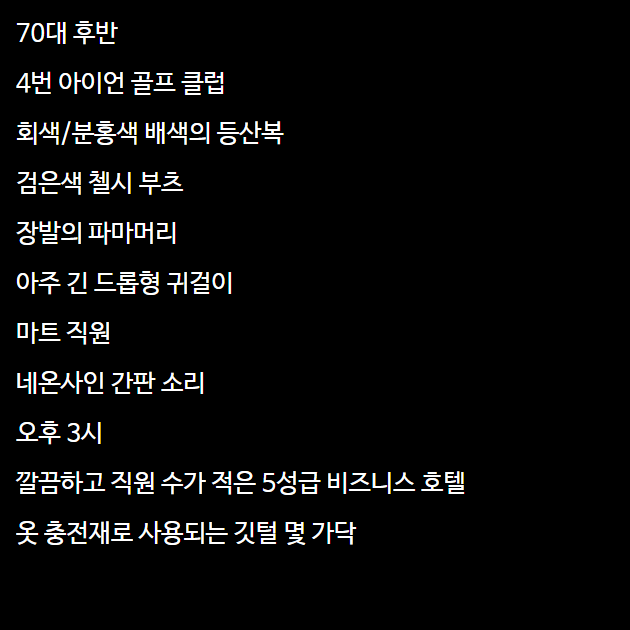 70대 후반
4번 아이언 골프 클럽
회색/분홍색 배색의 등산복
검은색 첼시 부츠
장발의 파마머리
아주 긴 드롭형 귀걸이
마트 직원
네온사인 간판 소리
오후 3시
깔끔하고 직원 수가 적은 5성급 비즈니스 호텔
옷 충전재로 사용되는 깃털 몇 가닥